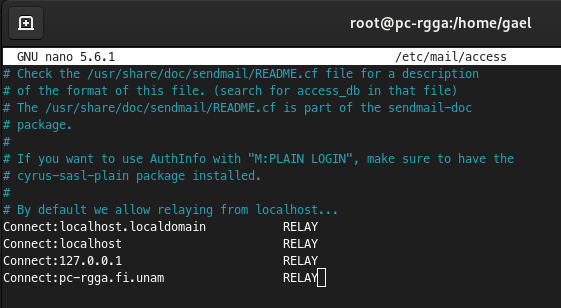 root@pc-rgga:/home/gael
GNU nano 5.6.1 /etc/mail/access
# Check the /usr/share/doc/sendmail/README.cf file for a description
# of the format of this file. (search for access_db in that file)
# The /usr/share/doc/sendmail/README.cf is part of the sendmail-doc
# package.
#
# If you want to use AuthInfo with "M:PLAIN LOGIN", make sure to have the
# cyrus-sasl-plain package installed.
#
# By default we allow relaying from localhost...
Connect:localhost.localdomain RELAY
Connect:localhost RELAY
Connect:127.0.0.1 RELAY
Connect:pc-rgga.fi.unam RELAY